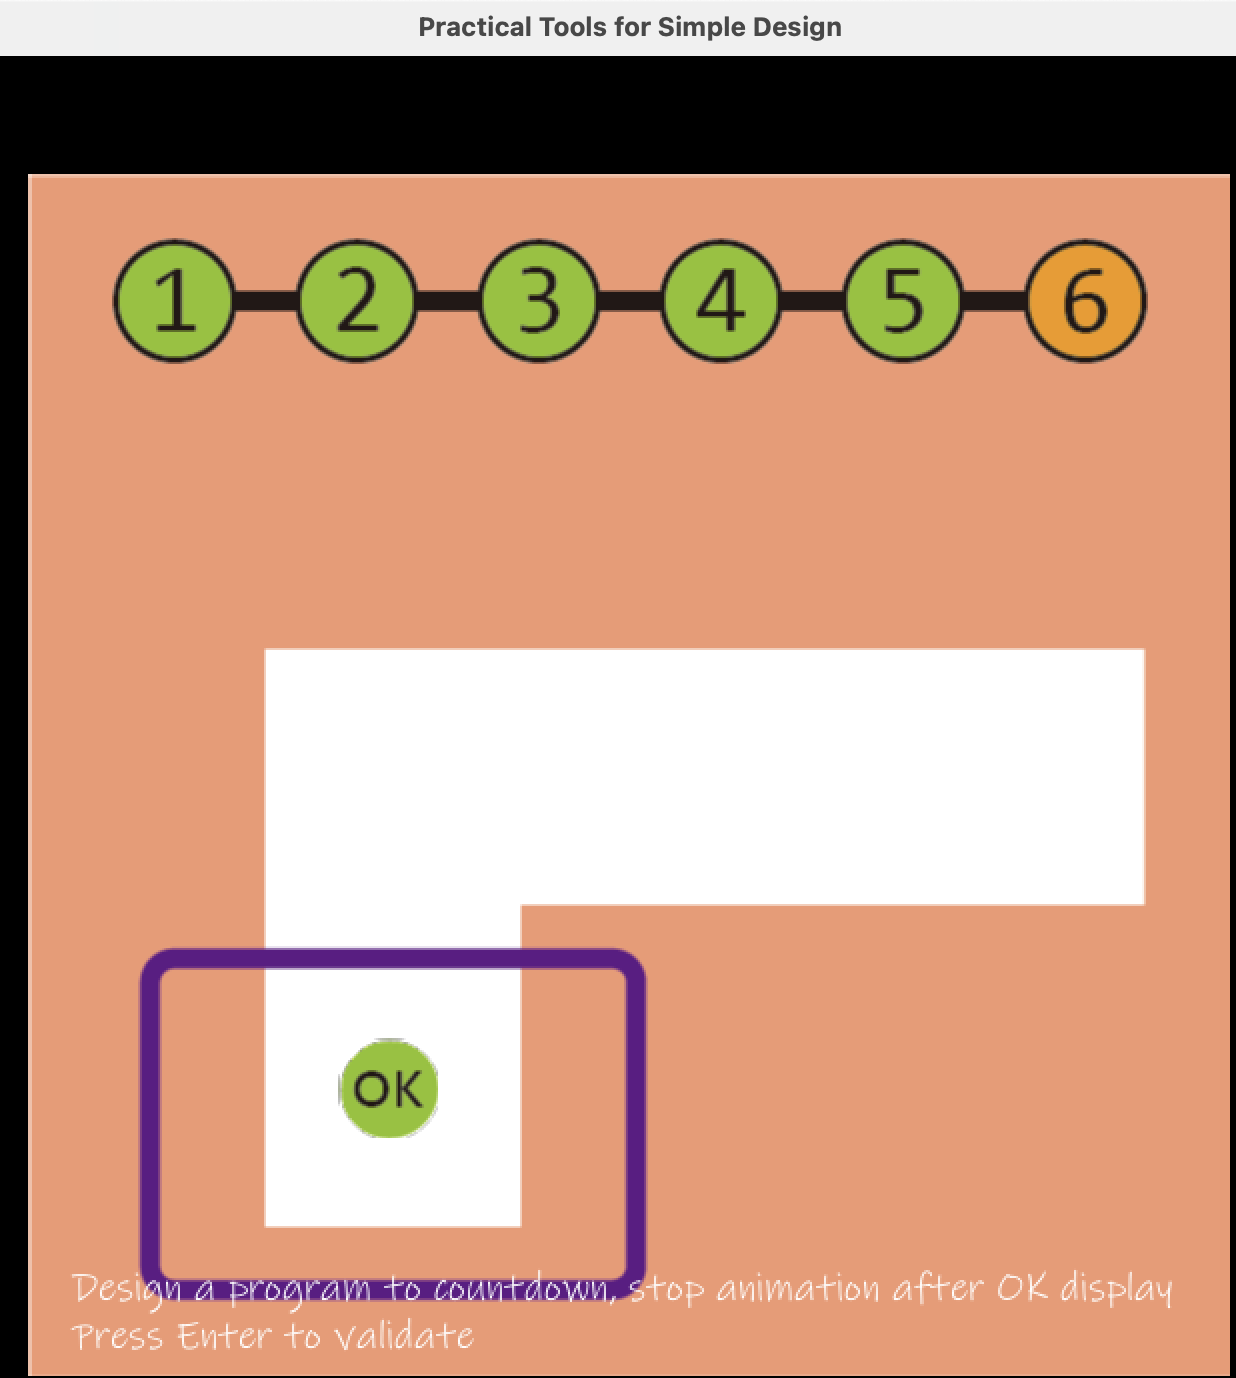 Practical Tools for Simple Design
1 2 3 4 5 6
OK
Design a program to countdown, stop animation after OK display
Press Enter to validate